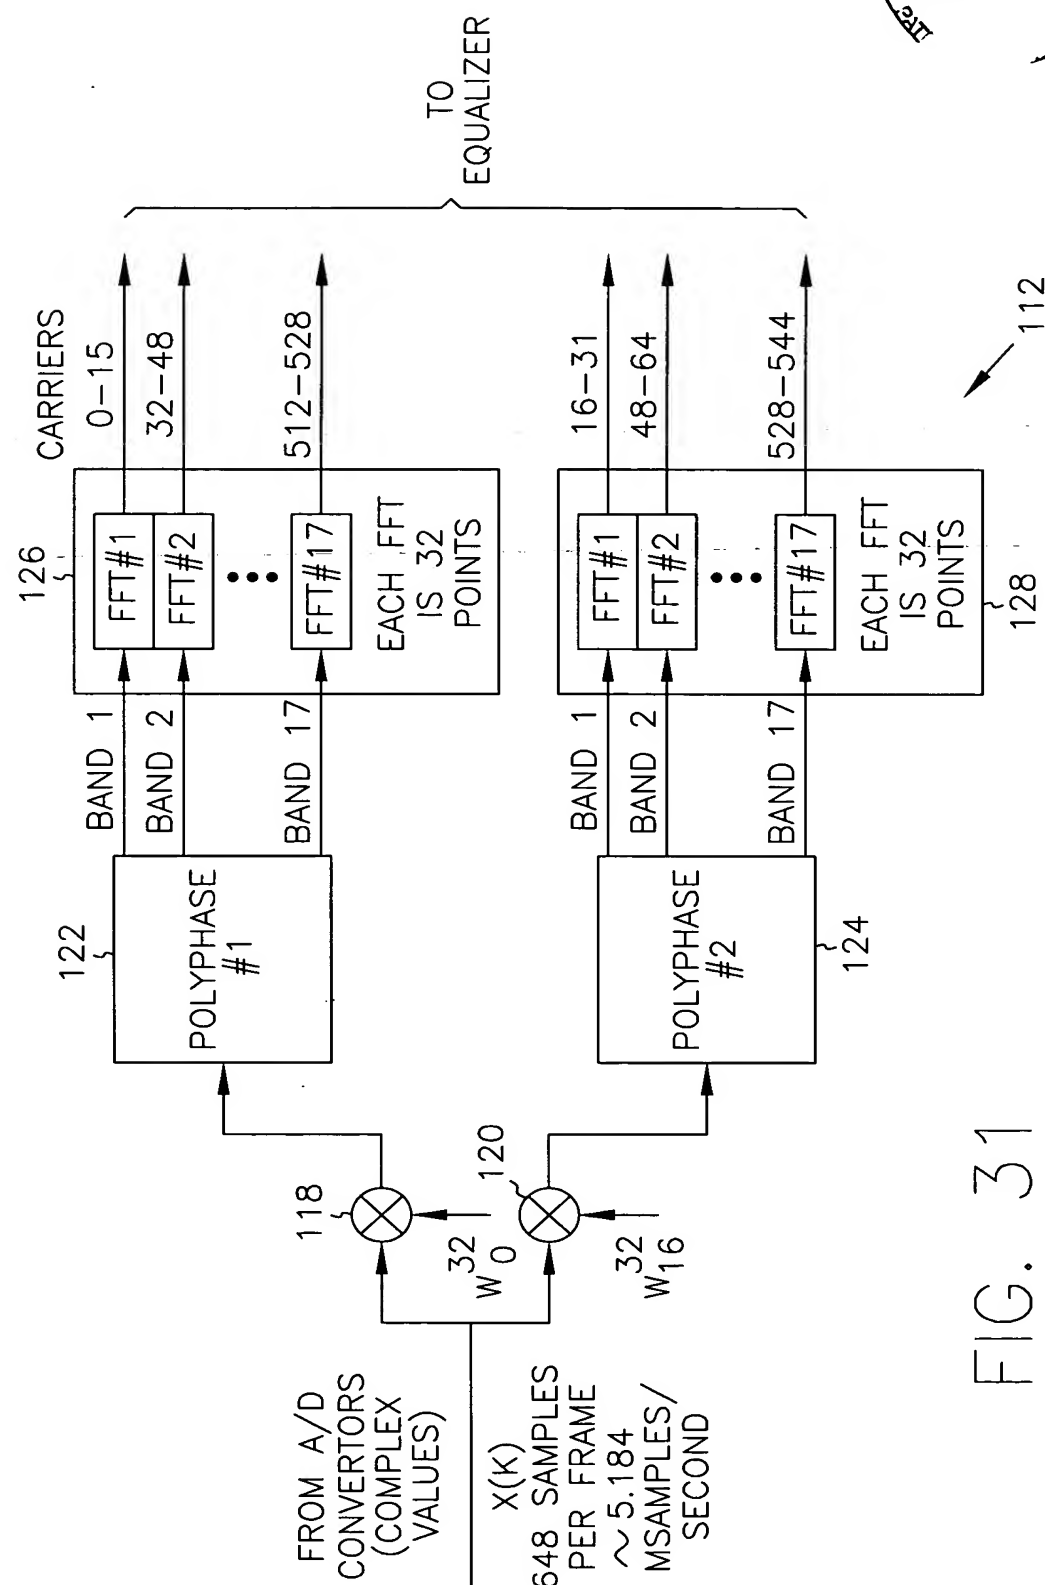 FROM A/D
CONVERTORS
(COMPLEX
VALUES)
X(K)
648 SAMPLES
PER FRAME
~5.184
MSAMPLES/
SECOND
118
W 32 0
120
W 32 16
122
POLYPHASE
#1
124
POLYPHASE
#2
BAND 1
BAND 2
BAND 17
BAND 1
BAND 2
BAND 17
126
FFT#1
FFT#2
FFT#17
EACH FFT
IS 32
POINTS
FFT#1
FFT#2
FFT#17
EACH FFT
IS 32
POINTS
128
CARRIERS
0-15
32-48
512-528
16-31
48-64
528-544
TO
EQUALIZER
112
FIG. 31